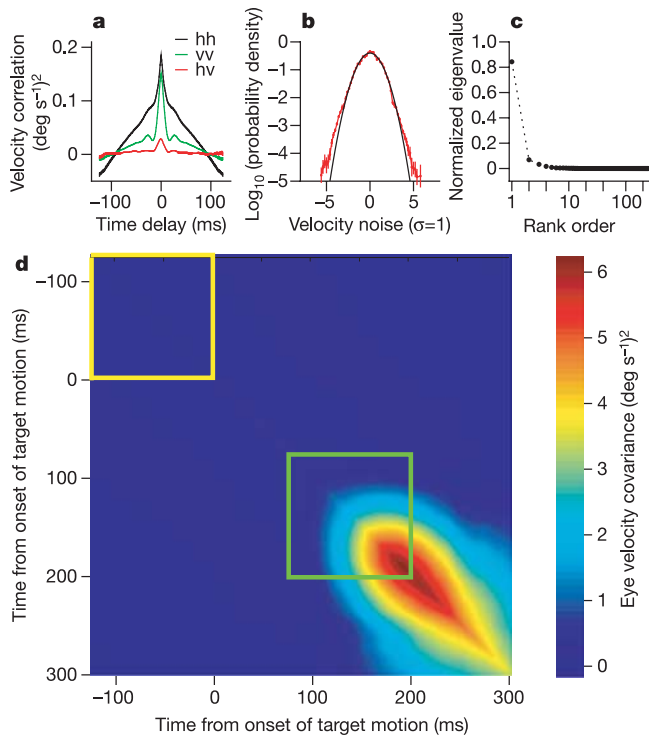 a
hh
vv
hv
Velocity correlation
(deg s⁻¹)²
0.2
0.1
0
−100
0
100
Time delay (ms)
b
Log₁₀ (probability density)
0
−1
−2
−3
−4
−5
−5
0
5
Velocity noise (σ=1)
c
Normalized eigenvalue
1.0
0.8
0.6
0.4
0.2
0
1
10
100
Rank order
d
Time from onset of target motion (ms)
−100
0
100
200
300
−100
0
100
200
300
Time from onset of target motion (ms)
6
5
4
3
2
1
0
Eye velocity covariance (deg s⁻¹)²